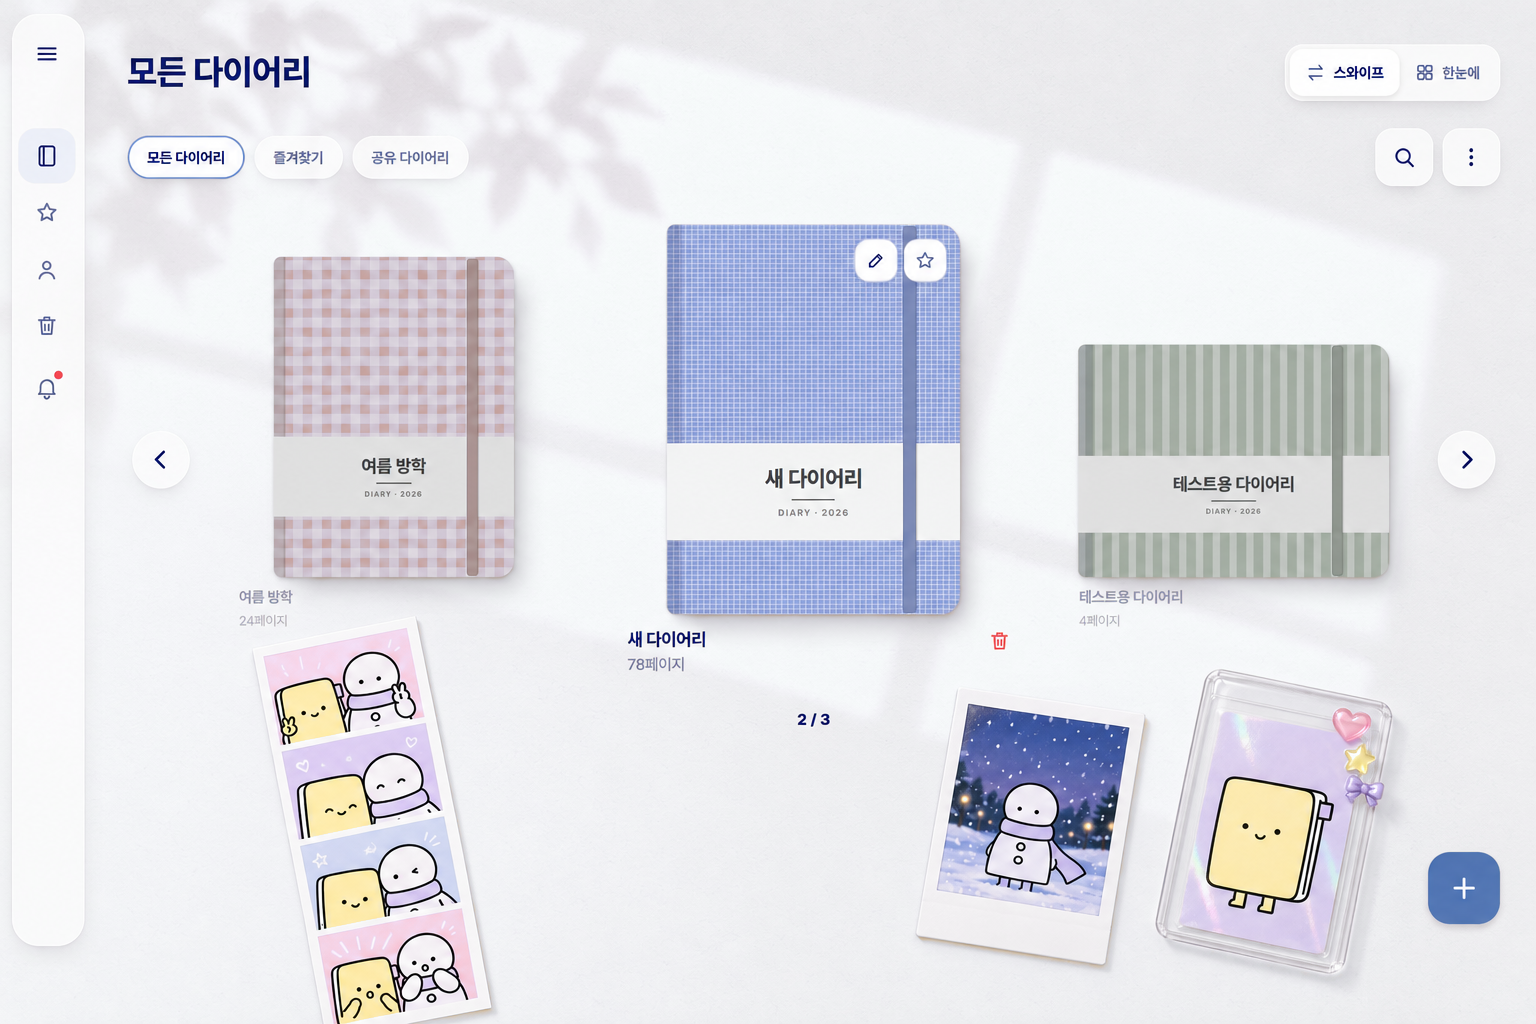 모든 다이어리
스와이프
한눈에
모든 다이어리
즐겨찾기
공유 다이어리
여름 방학
DIARY · 2026
새 다이어리
DIARY · 2026
테스트용 다이어리
DIARY · 2026
여름 방학
24페이지
새 다이어리
78페이지
테스트용 다이어리
4페이지
2 / 3